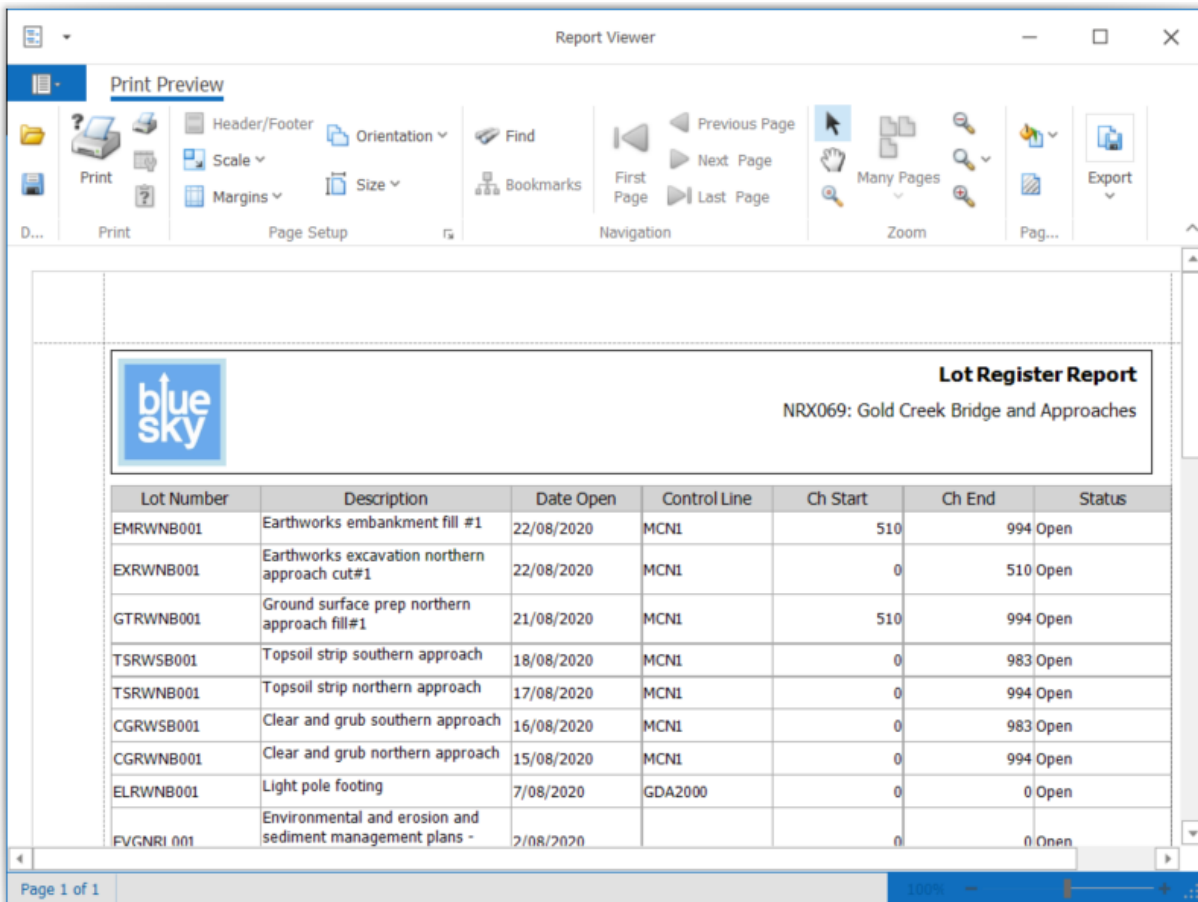 Report Viewer
Print Preview
Print
Header/Footer
Scale
Margins
Orientation
Size
Find
Bookmarks
First Page
Previous Page
Next Page
Last Page
Many Pages
Export
D... Print Page Setup Navigation Zoom Pag...
blue sky
Lot Register Report
NRX069: Gold Creek Bridge and Approaches
Lot Number Description Date Open Control Line Ch Start Ch End Status
EMRWNB001 Earthworks embankment fill #1 22/08/2020 MCN1 510 994 Open
EXRWNB001 Earthworks excavation northern approach cut#1 22/08/2020 MCN1 0 510 Open
GTRWNB001 Ground surface prep northern approach fill#1 21/08/2020 MCN1 510 994 Open
TSRWSB001 Topsoil strip southern approach 18/08/2020 MCN1 0 983 Open
TSRWNB001 Topsoil strip northern approach 17/08/2020 MCN1 0 994 Open
CGRWSB001 Clear and grub southern approach 16/08/2020 MCN1 0 983 Open
CGRWNB001 Clear and grub northern approach 15/08/2020 MCN1 0 994 Open
ELRWNB001 Light pole footing 7/08/2020 GDA2000 0 0 Open
EVGNRL001 Environmental and erosion and sediment management plans - 2/08/2020 0 0 Open
Page 1 of 1
100%